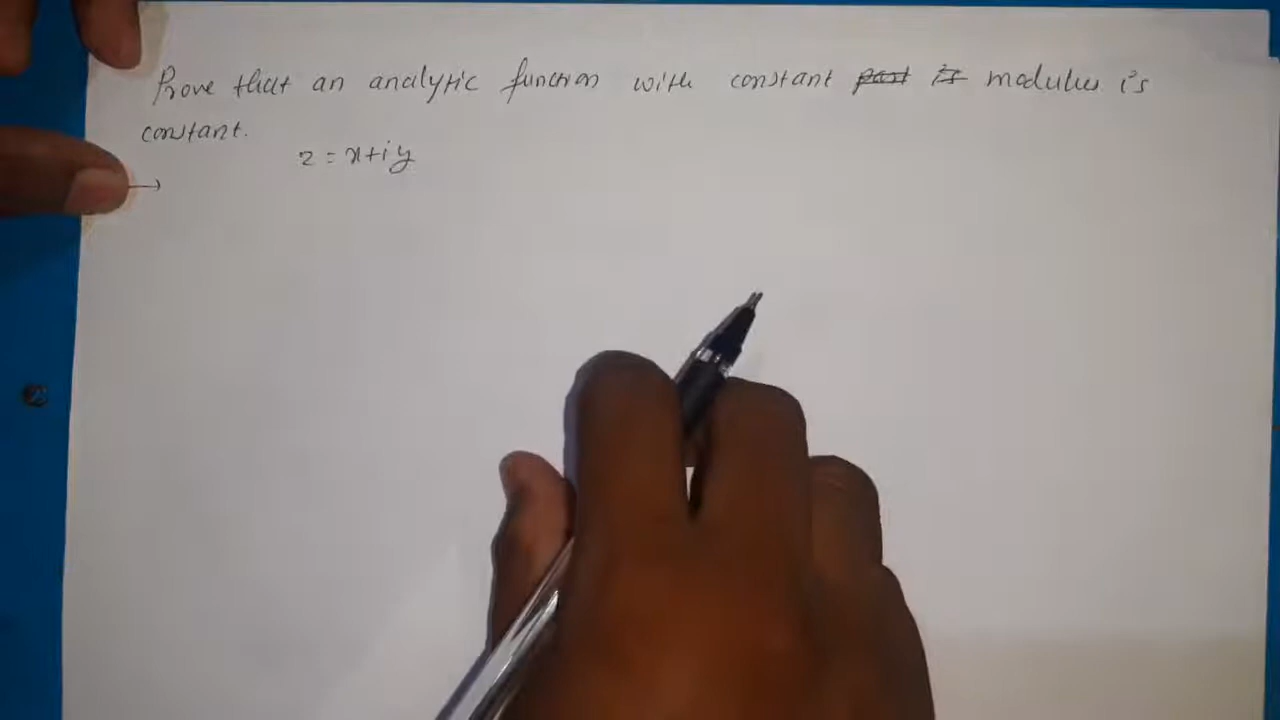 Prove that an analytic function with constant part is modulus is
constant.
z = x+iy
→